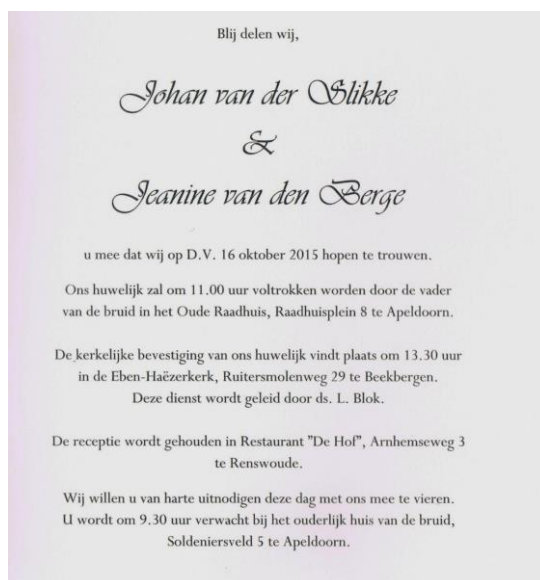 Blij delen wij,
Johan van der Slikke
&
Jeanine van den Berge
u mee dat wij op D.V. 16 oktober 2015 hopen te trouwen.
Ons huwelijk zal om 11.00 uur voltrokken worden door de vader
van de bruid in het Oude Raadhuis, Raadhuisplein 8 te Apeldoorn.
De kerkelijke bevestiging van ons huwelijk vindt plaats om 13.30 uur
in de Eben-Haëzerkerk, Ruitersmolenweg 29 te Beekbergen.
Deze dienst wordt geleid door ds. L. Blok.
De receptie wordt gehouden in Restaurant "De Hof", Arnhemseweg 3
te Renswoude.
Wij willen u van harte uitnodigen deze dag met ons mee te vieren.
U wordt om 9.30 uur verwacht bij het ouderlijk huis van de bruid,
Soldeniersveld 5 te Apeldoorn.